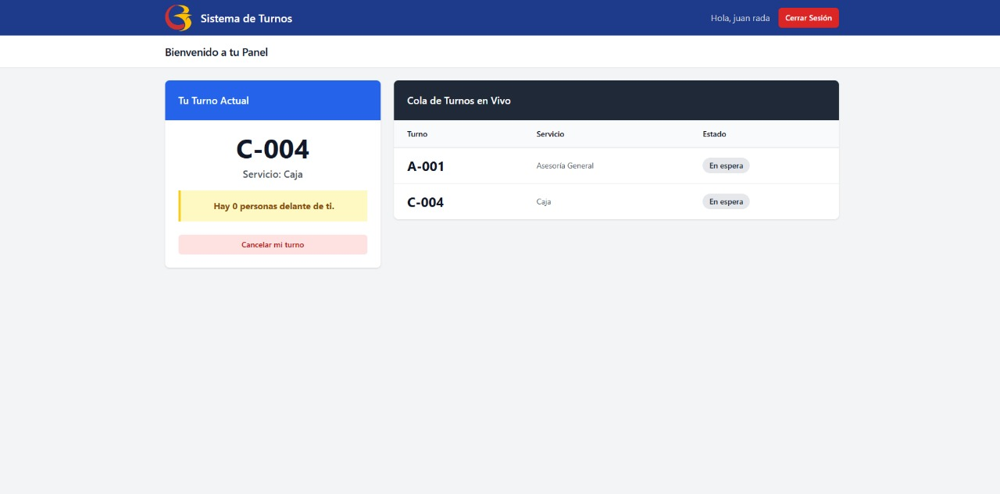 Sistema de Turnos
Hola, juan rada
Cerrar Sesión
Bienvenido a tu Panel
Tu Turno Actual
C-004
Servicio: Caja
Hay 0 personas delante de ti.
Cancelar mi turno
Cola de Turnos en Vivo
Turno Servicio Estado
A-001 Asesoría General En espera
C-004 Caja En espera